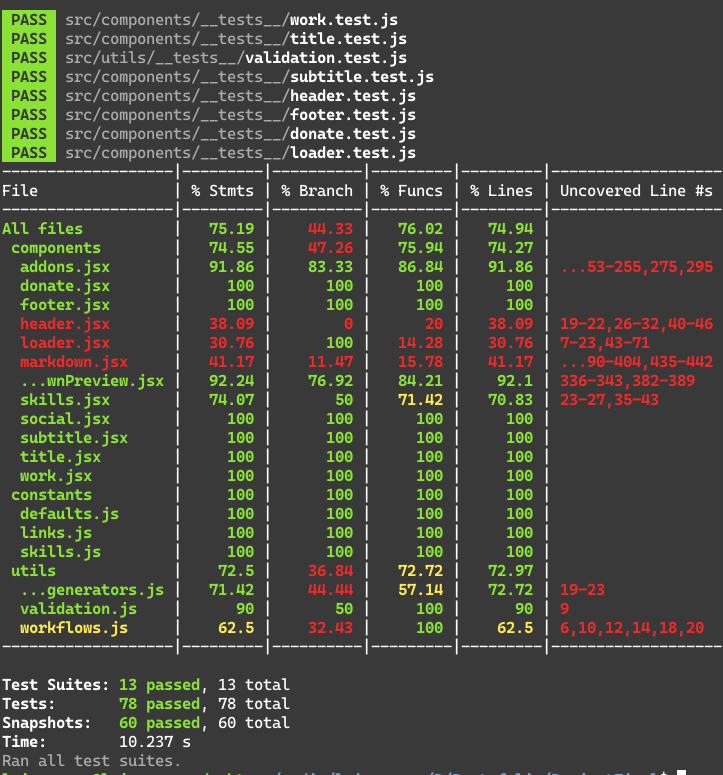 PASS src/components/__tests__/work.test.js
PASS src/components/__tests__/title.test.js
PASS src/utils/__tests__/validation.test.js
PASS src/components/__tests__/subtitle.test.js
PASS src/components/__tests__/header.test.js
PASS src/components/__tests__/footer.test.js
PASS src/components/__tests__/donate.test.js
PASS src/components/__tests__/loader.test.js
File | % Stmts | % Branch | % Funcs | % Lines | Uncovered Line #s
All files | 75.19 | 44.33 | 76.02 | 74.94 |
components | 74.55 | 47.26 | 75.94 | 74.27 |
addons.jsx | 91.86 | 83.33 | 86.84 | 91.86 | ...53-255,275,295
donate.jsx | 100 | 100 | 100 | 100 |
footer.jsx | 100 | 100 | 100 | 100 |
header.jsx | 38.09 | 0 | 20 | 38.09 | 19-22,26-32,40-46
loader.jsx | 30.76 | 100 | 14.28 | 30.76 | 7-23,43-71
markdown.jsx | 41.17 | 11.47 | 15.78 | 41.17 | ...90-404,435-442
...wnPreview.jsx | 92.24 | 76.92 | 84.21 | 92.1 | 336-343,382-389
skills.jsx | 74.07 | 50 | 71.42 | 70.83 | 23-27,35-43
social.jsx | 100 | 100 | 100 | 100 |
subtitle.jsx | 100 | 100 | 100 | 100 |
title.jsx | 100 | 100 | 100 | 100 |
work.jsx | 100 | 100 | 100 | 100 |
constants | 100 | 100 | 100 | 100 |
defaults.js | 100 | 100 | 100 | 100 |
links.js | 100 | 100 | 100 | 100 |
skills.js | 100 | 100 | 100 | 100 |
utils | 72.5 | 36.84 | 72.72 | 72.97 |
...generators.js | 71.42 | 44.44 | 57.14 | 72.72 | 19-23
validation.js | 90 | 50 | 100 | 90 | 9
workflows.js | 62.5 | 32.43 | 100 | 62.5 | 6,10,12,14,18,20
Test Suites: 13 passed, 13 total
Tests: 78 passed, 78 total
Snapshots: 60 passed, 60 total
Time: 10.237 s
Ran all test suites.